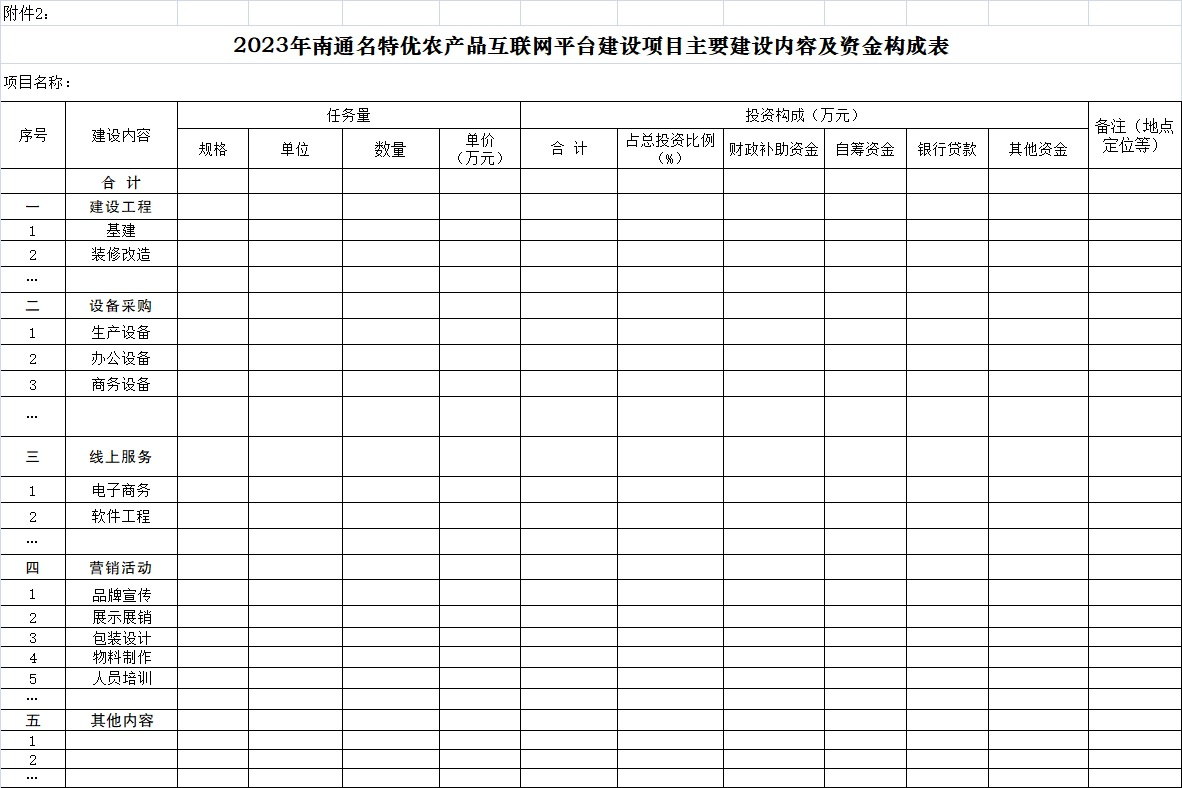 附件2：
2023年南通名特优农产品互联网平台建设项目主要建设内容及资金构成表
项目名称：
序号 建设内容 任务量 投资构成（万元） 备注（地点定位等）
规格 单位 数量 单价（万元） 合 计 占总投资比例（%） 财政补助资金 自筹资金 银行贷款 其他资金
合 计
一 建设工程
1 基建
2 装修改造
…
二 设备采购
1 生产设备
2 办公设备
3 商务设备
…
三 线上服务
1 电子商务
2 软件工程
…
四 营销活动
1 品牌宣传
2 展示展销
3 包装设计
4 物料制作
5 人员培训
…
五 其他内容
1
2
…